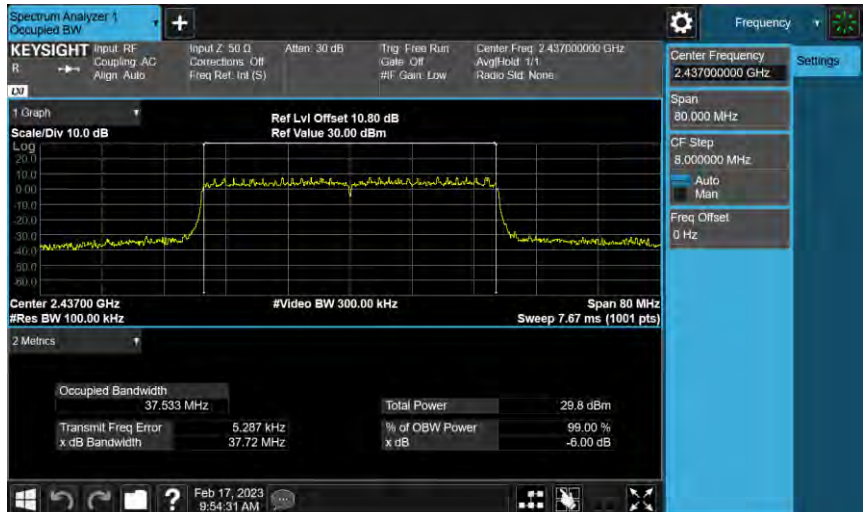 Spectrum Analyzer 1
Occupied BW
Frequency
KEYSIGHT Input: RF Input Z: 50 Ω Atten: 30 dB Trig: Free Run Center Freq: 2.437000000 GHz
R Coupling: AC Corrections: Off Gate: Off Avg|Hold: 1/1
Align: Auto Freq Ref: Int (S) #IF Gain: Low Radio Std: None
LXI
Center Frequency
2.437000000 GHz
Settings
Span
80.000 MHz
CF Step
8.000000 MHz
Auto
Man
Freq Offset
0 Hz
1 Graph
Ref Lvl Offset 10.80 dB
Scale/Div 10.0 dB Ref Value 30.00 dBm
Log
20.0
10.0
0.00
-10.0
-20.0
-30.0
-40.0
-50.0
-60.0
Center 2.43700 GHz #Video BW 300.00 kHz Span 80 MHz
#Res BW 100.00 kHz Sweep 7.67 ms (1001 pts)
2 Metrics
Occupied Bandwidth
37.533 MHz Total Power 29.8 dBm
Transmit Freq Error 5.287 kHz % of OBW Power 99.00 %
x dB Bandwidth 37.72 MHz x dB -6.00 dB
Feb 17, 2023
9:54:31 AM